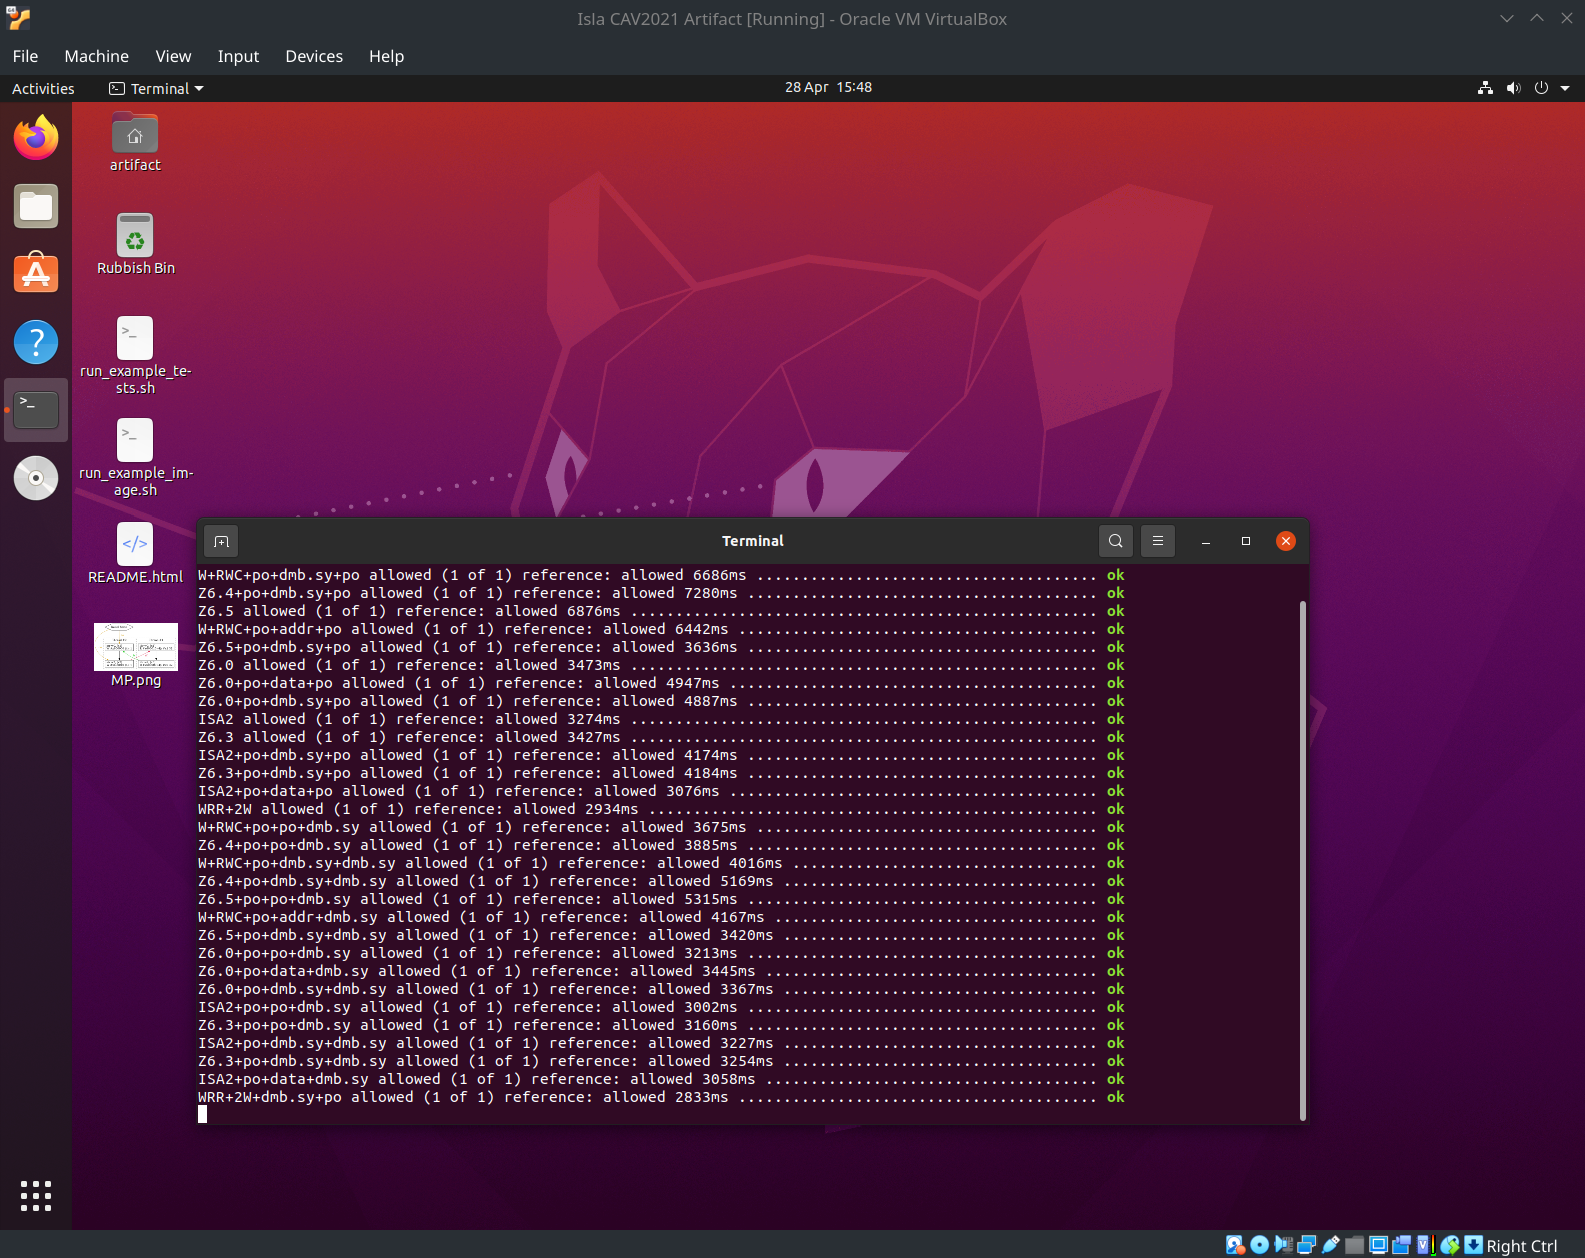 Isla CAV2021 Artifact [Running] - Oracle VM VirtualBox
File Machine View Input Devices Help
Activities Terminal 28 Apr 15:48
artifact
Rubbish Bin
run_example_te-
sts.sh
run_example_im-
age.sh
README.html
MP.png
Terminal
W+RWC+po+dmb.sy+po allowed (1 of 1) reference: allowed 6686ms ...................................... ok
Z6.4+po+dmb.sy+po allowed (1 of 1) reference: allowed 7280ms ....................................... ok
Z6.5 allowed (1 of 1) reference: allowed 6876ms .................................................... ok
W+RWC+po+addr+po allowed (1 of 1) reference: allowed 6442ms ........................................ ok
Z6.5+po+dmb.sy+po allowed (1 of 1) reference: allowed 3636ms ....................................... ok
Z6.0 allowed (1 of 1) reference: allowed 3473ms .................................................... ok
Z6.0+po+data+po allowed (1 of 1) reference: allowed 4947ms ......................................... ok
Z6.0+po+dmb.sy+po allowed (1 of 1) reference: allowed 4887ms ....................................... ok
ISA2 allowed (1 of 1) reference: allowed 3274ms .................................................... ok
Z6.3 allowed (1 of 1) reference: allowed 3427ms .................................................... ok
ISA2+po+dmb.sy+po allowed (1 of 1) reference: allowed 4174ms ....................................... ok
Z6.3+po+dmb.sy+po allowed (1 of 1) reference: allowed 4184ms ....................................... ok
ISA2+po+data+po allowed (1 of 1) reference: allowed 3076ms ......................................... ok
WRR+2W allowed (1 of 1) reference: allowed 2934ms .................................................. ok
W+RWC+po+po+dmb.sy allowed (1 of 1) reference: allowed 3675ms ...................................... ok
Z6.4+po+po+dmb.sy allowed (1 of 1) reference: allowed 3885ms ....................................... ok
W+RWC+po+dmb.sy+dmb.sy allowed (1 of 1) reference: allowed 4016ms .................................. ok
Z6.4+po+dmb.sy+dmb.sy allowed (1 of 1) reference: allowed 5169ms ................................... ok
Z6.5+po+po+dmb.sy allowed (1 of 1) reference: allowed 5315ms ....................................... ok
W+RWC+po+addr+dmb.sy allowed (1 of 1) reference: allowed 4167ms .................................... ok
Z6.5+po+dmb.sy+dmb.sy allowed (1 of 1) reference: allowed 3420ms ................................... ok
Z6.0+po+po+dmb.sy allowed (1 of 1) reference: allowed 3213ms ....................................... ok
Z6.0+po+data+dmb.sy allowed (1 of 1) reference: allowed 3445ms ..................................... ok
Z6.0+po+dmb.sy+dmb.sy allowed (1 of 1) reference: allowed 3367ms ................................... ok
ISA2+po+po+dmb.sy allowed (1 of 1) reference: allowed 3002ms ....................................... ok
Z6.3+po+po+dmb.sy allowed (1 of 1) reference: allowed 3160ms ....................................... ok
ISA2+po+dmb.sy+dmb.sy allowed (1 of 1) reference: allowed 3227ms ................................... ok
Z6.3+po+dmb.sy+dmb.sy allowed (1 of 1) reference: allowed 3254ms ................................... ok
ISA2+po+data+dmb.sy allowed (1 of 1) reference: allowed 3058ms ..................................... ok
WRR+2W+dmb.sy+po allowed (1 of 1) reference: allowed 2833ms ........................................ ok
Right Ctrl